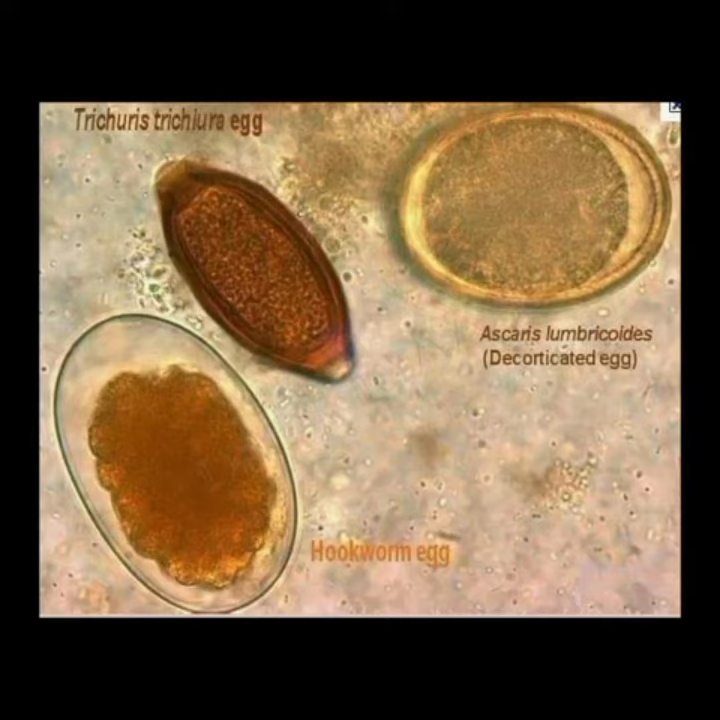 Trichuris trichiura egg
Ascaris lumbricoides
(Decorticated egg)
Hookworm egg